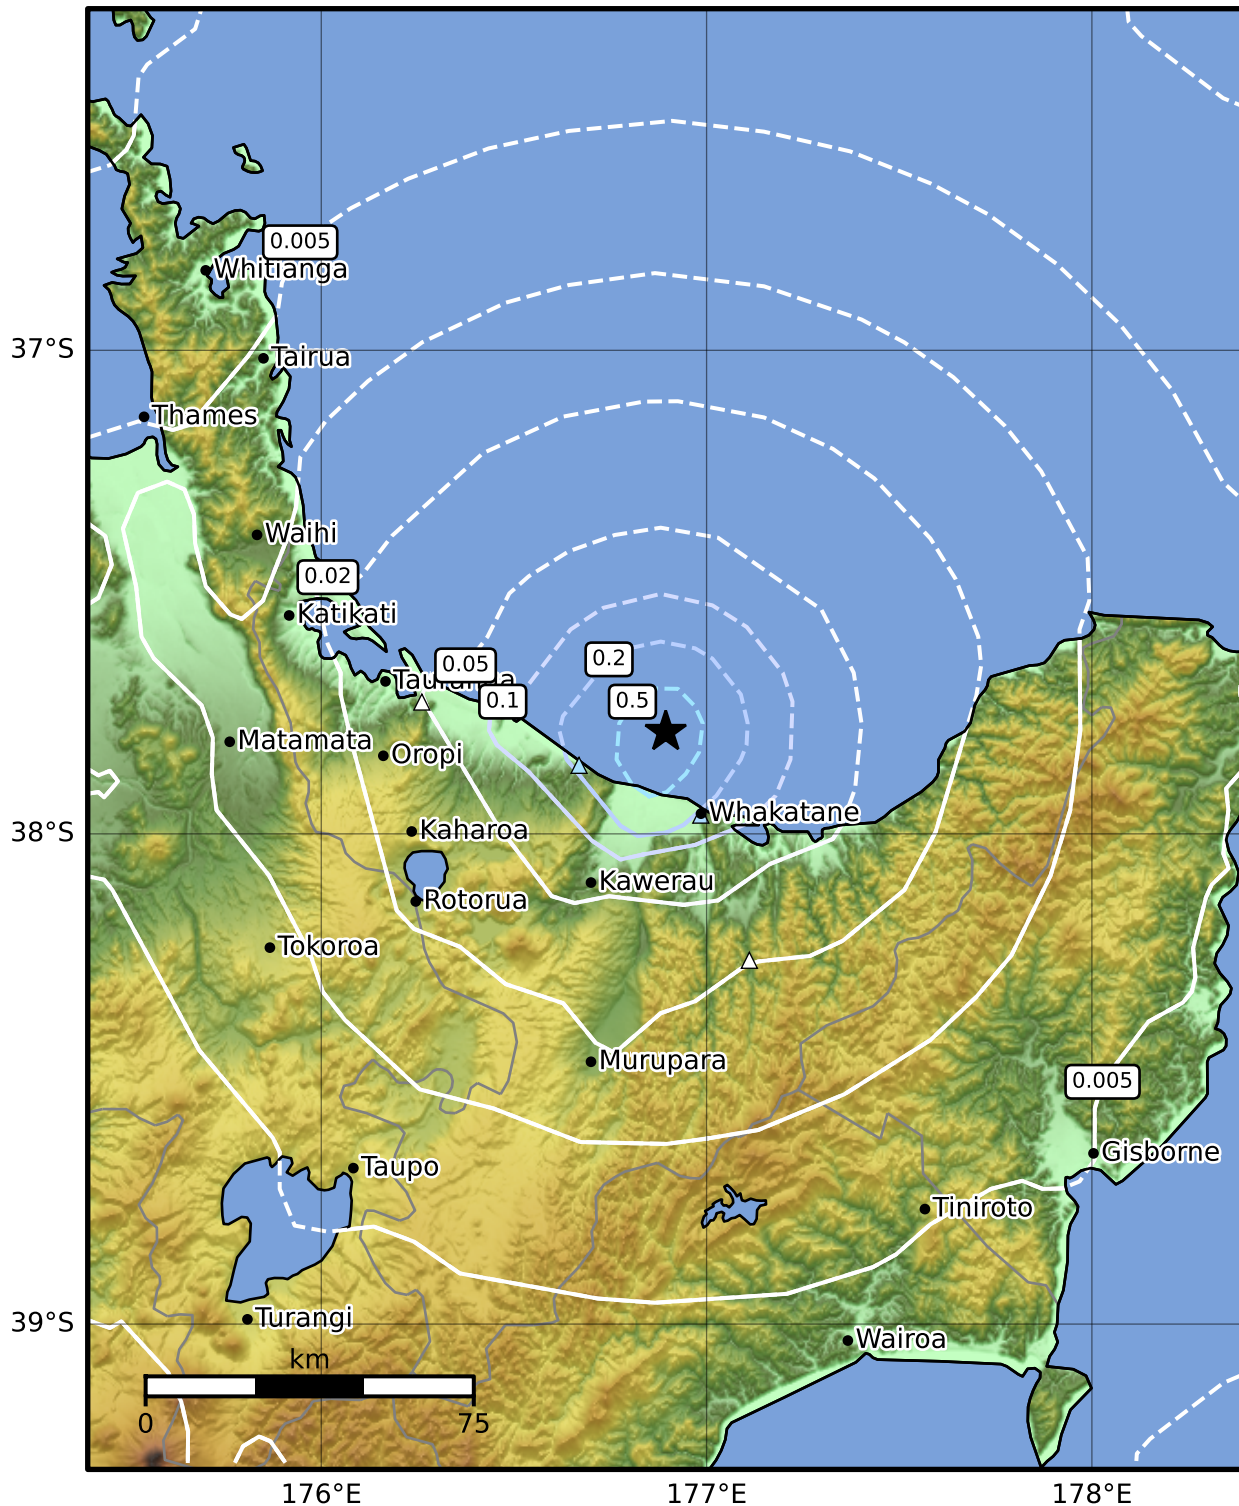 0.005
Whitianga
37°S
Tairua
Thames
Waihi
0.02
Katikati
0.2
0.05
Tauranga
0.1
0.5
Matamata
Oropi
Whakatane
38°S
Kaharoa
Kawerau
Rotorua
Tokoroa
Murupara
0.005
Gisborne
Taupo
Tiniroto
Turangi
39°S
Wairoa
km
0
75
176°E
177°E
178°E